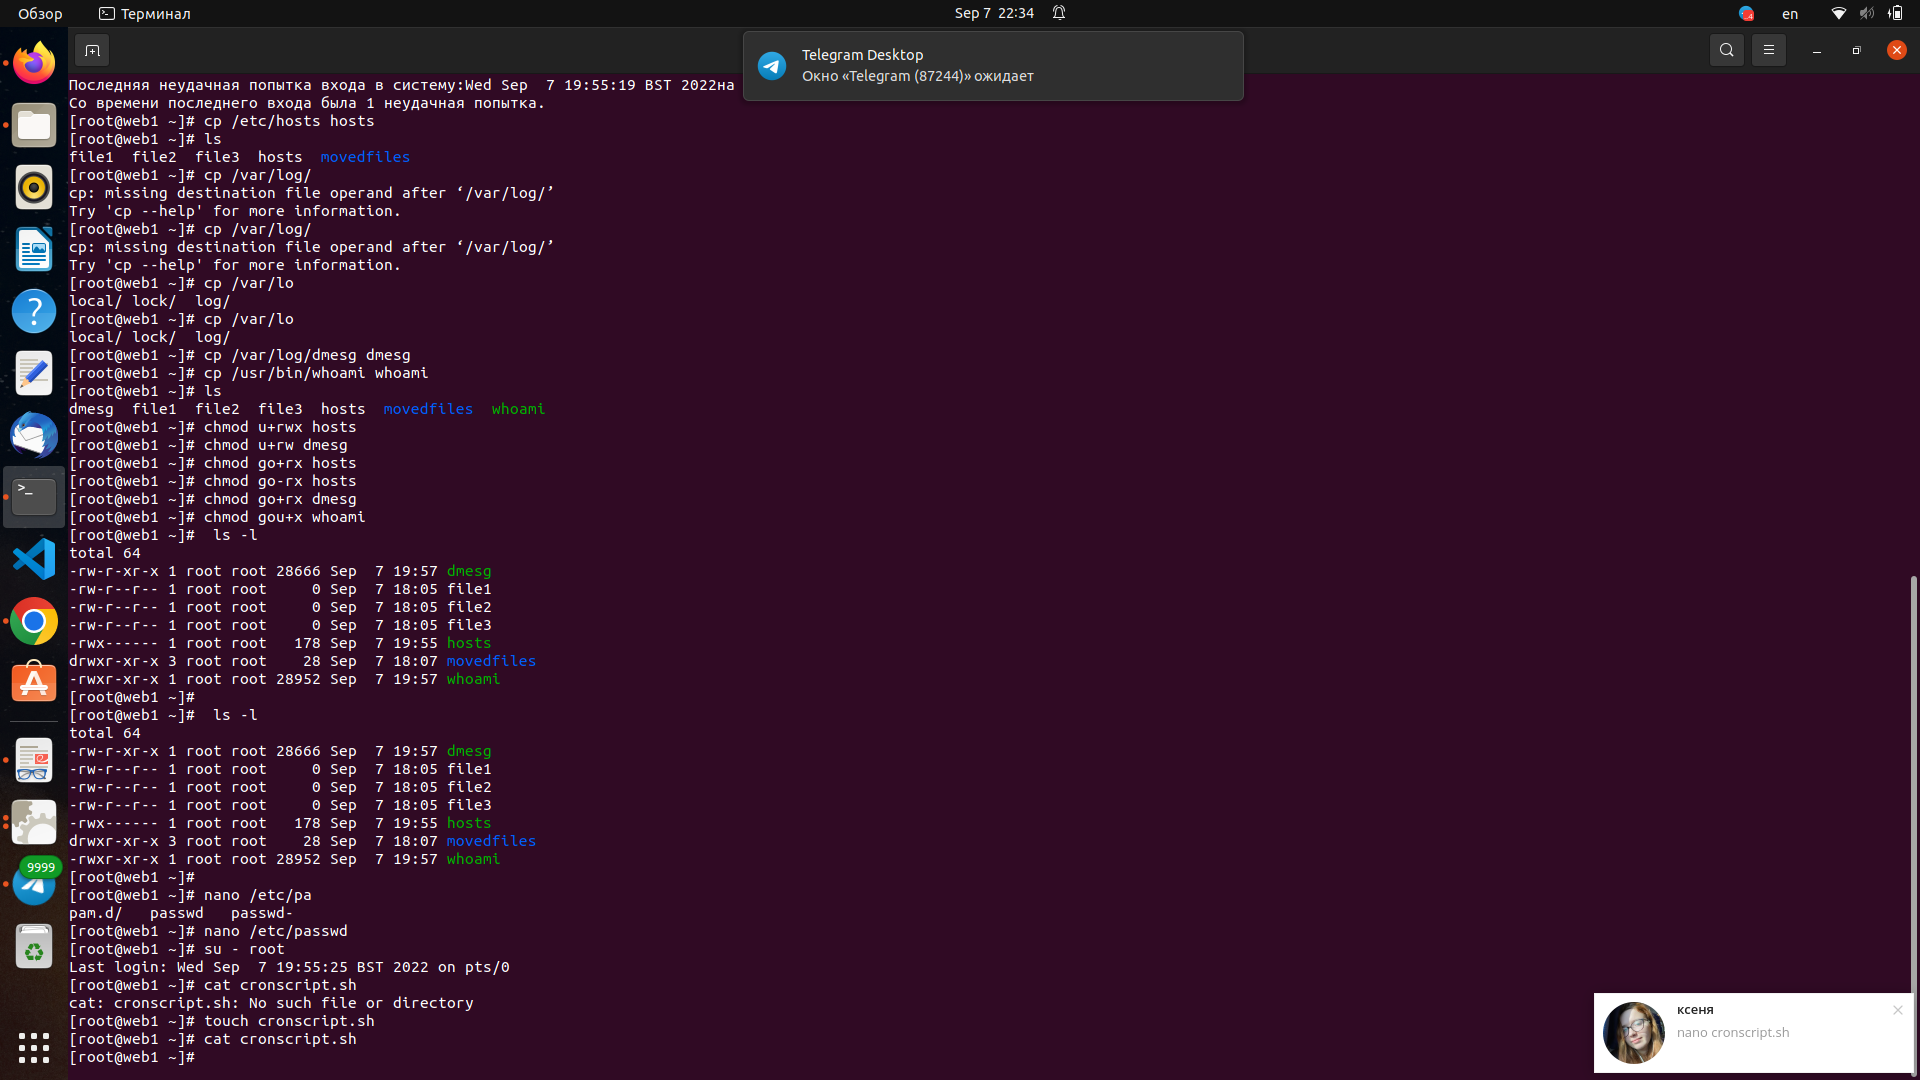 Обзор
Терминал
Sep 7 22:34
en
Telegram Desktop
Окно «Telegram (87244)» ожидает
Последняя неудачная попытка входа в систему:Wed Sep  7 19:55:19 BST 2022на
Со времени последнего входа была 1 неудачная попытка.
[root@web1 ~]# cp /etc/hosts hosts
[root@web1 ~]# ls
file1  file2  file3  hosts  movedfiles
[root@web1 ~]# cp /var/log/
cp: missing destination file operand after ‘/var/log/’
Try 'cp --help' for more information.
[root@web1 ~]# cp /var/log/
cp: missing destination file operand after ‘/var/log/’
Try 'cp --help' for more information.
[root@web1 ~]# cp /var/lo
local/ lock/  log/
[root@web1 ~]# cp /var/lo
local/ lock/  log/
[root@web1 ~]# cp /var/log/dmesg dmesg
[root@web1 ~]# cp /usr/bin/whoami whoami
[root@web1 ~]# ls
dmesg  file1  file2  file3  hosts  movedfiles  whoami
[root@web1 ~]# chmod u+rwx hosts
[root@web1 ~]# chmod u+rw dmesg
[root@web1 ~]# chmod go+rx hosts
[root@web1 ~]# chmod go-rx hosts
[root@web1 ~]# chmod go+rx dmesg
[root@web1 ~]# chmod gou+x whoami
[root@web1 ~]#  ls -l
total 64
-rw-r-xr-x 1 root root 28666 Sep  7 19:57 dmesg
-rw-r--r-- 1 root root     0 Sep  7 18:05 file1
-rw-r--r-- 1 root root     0 Sep  7 18:05 file2
-rw-r--r-- 1 root root     0 Sep  7 18:05 file3
-rwx------ 1 root root   178 Sep  7 19:55 hosts
drwxr-xr-x 3 root root    28 Sep  7 18:07 movedfiles
-rwxr-xr-x 1 root root 28952 Sep  7 19:57 whoami
[root@web1 ~]#
[root@web1 ~]#  ls -l
total 64
-rw-r-xr-x 1 root root 28666 Sep  7 19:57 dmesg
-rw-r--r-- 1 root root     0 Sep  7 18:05 file1
-rw-r--r-- 1 root root     0 Sep  7 18:05 file2
-rw-r--r-- 1 root root     0 Sep  7 18:05 file3
-rwx------ 1 root root   178 Sep  7 19:55 hosts
drwxr-xr-x 3 root root    28 Sep  7 18:07 movedfiles
-rwxr-xr-x 1 root root 28952 Sep  7 19:57 whoami
[root@web1 ~]#
[root@web1 ~]# nano /etc/pa
pam.d/   passwd   passwd-
[root@web1 ~]# nano /etc/passwd
[root@web1 ~]# su - root
Last login: Wed Sep  7 19:55:25 BST 2022 on pts/0
[root@web1 ~]# cat cronscript.sh
cat: cronscript.sh: No such file or directory
[root@web1 ~]# touch cronscript.sh
[root@web1 ~]# cat cronscript.sh
[root@web1 ~]#
9999
ксеня
nano cronscript.sh